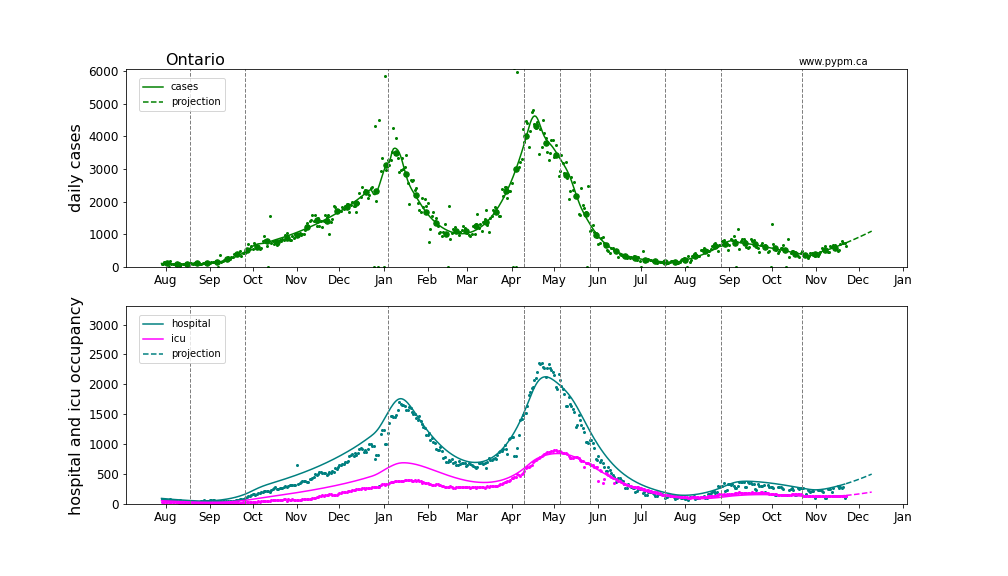 Ontario
www.pypm.ca
daily cases
6000
5000
4000
3000
2000
1000
0
cases
projection
Aug Sep Oct Nov Dec Jan Feb Mar Apr May Jun Jul Aug Sep Oct Nov Dec Jan
hospital and icu occupancy
3000
2500
2000
1500
1000
500
0
hospital
icu
projection
Aug Sep Oct Nov Dec Jan Feb Mar Apr May Jun Jul Aug Sep Oct Nov Dec Jan